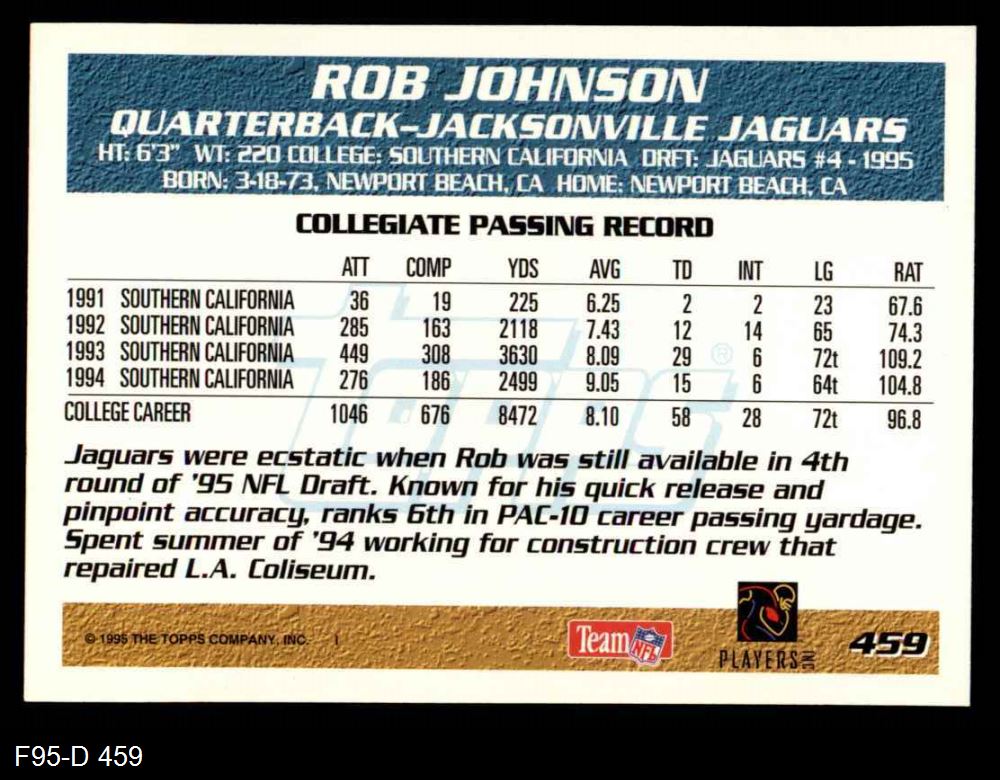 ROB JOHNSON
QUARTERBACK-JACKSONVILLE JAGUARS
HT: 6'3" WT: 220 COLLEGE: SOUTHERN CALIFORNIA DRFT: JAGUARS #4 - 1995
BORN: 3-18-73, NEWPORT BEACH, CA HOME: NEWPORT BEACH, CA
COLLEGIATE PASSING RECORD
ATT COMP YDS AVG TD INT LG RAT
1991 SOUTHERN CALIFORNIA 36 19 225 6.25 2 2 23 67.6
1992 SOUTHERN CALIFORNIA 285 163 2118 7.43 12 14 65 74.3
1993 SOUTHERN CALIFORNIA 449 308 3630 8.09 29 6 72t 109.2
1994 SOUTHERN CALIFORNIA 276 186 2499 9.05 15 6 64t 104.8
COLLEGE CAREER 1046 676 8472 8.10 58 28 72t 96.8
topps ®
Jaguars were ecstatic when Rob was still available in 4th
round of '95 NFL Draft. Known for his quick release and
pinpoint accuracy, ranks 6th in PAC-10 career passing yardage.
Spent summer of '94 working for construction crew that
repaired L.A. Coliseum.
© 1995 THE TOPPS COMPANY, INC. I
Team NFL
PLAYERS INC
459
F95-D 459